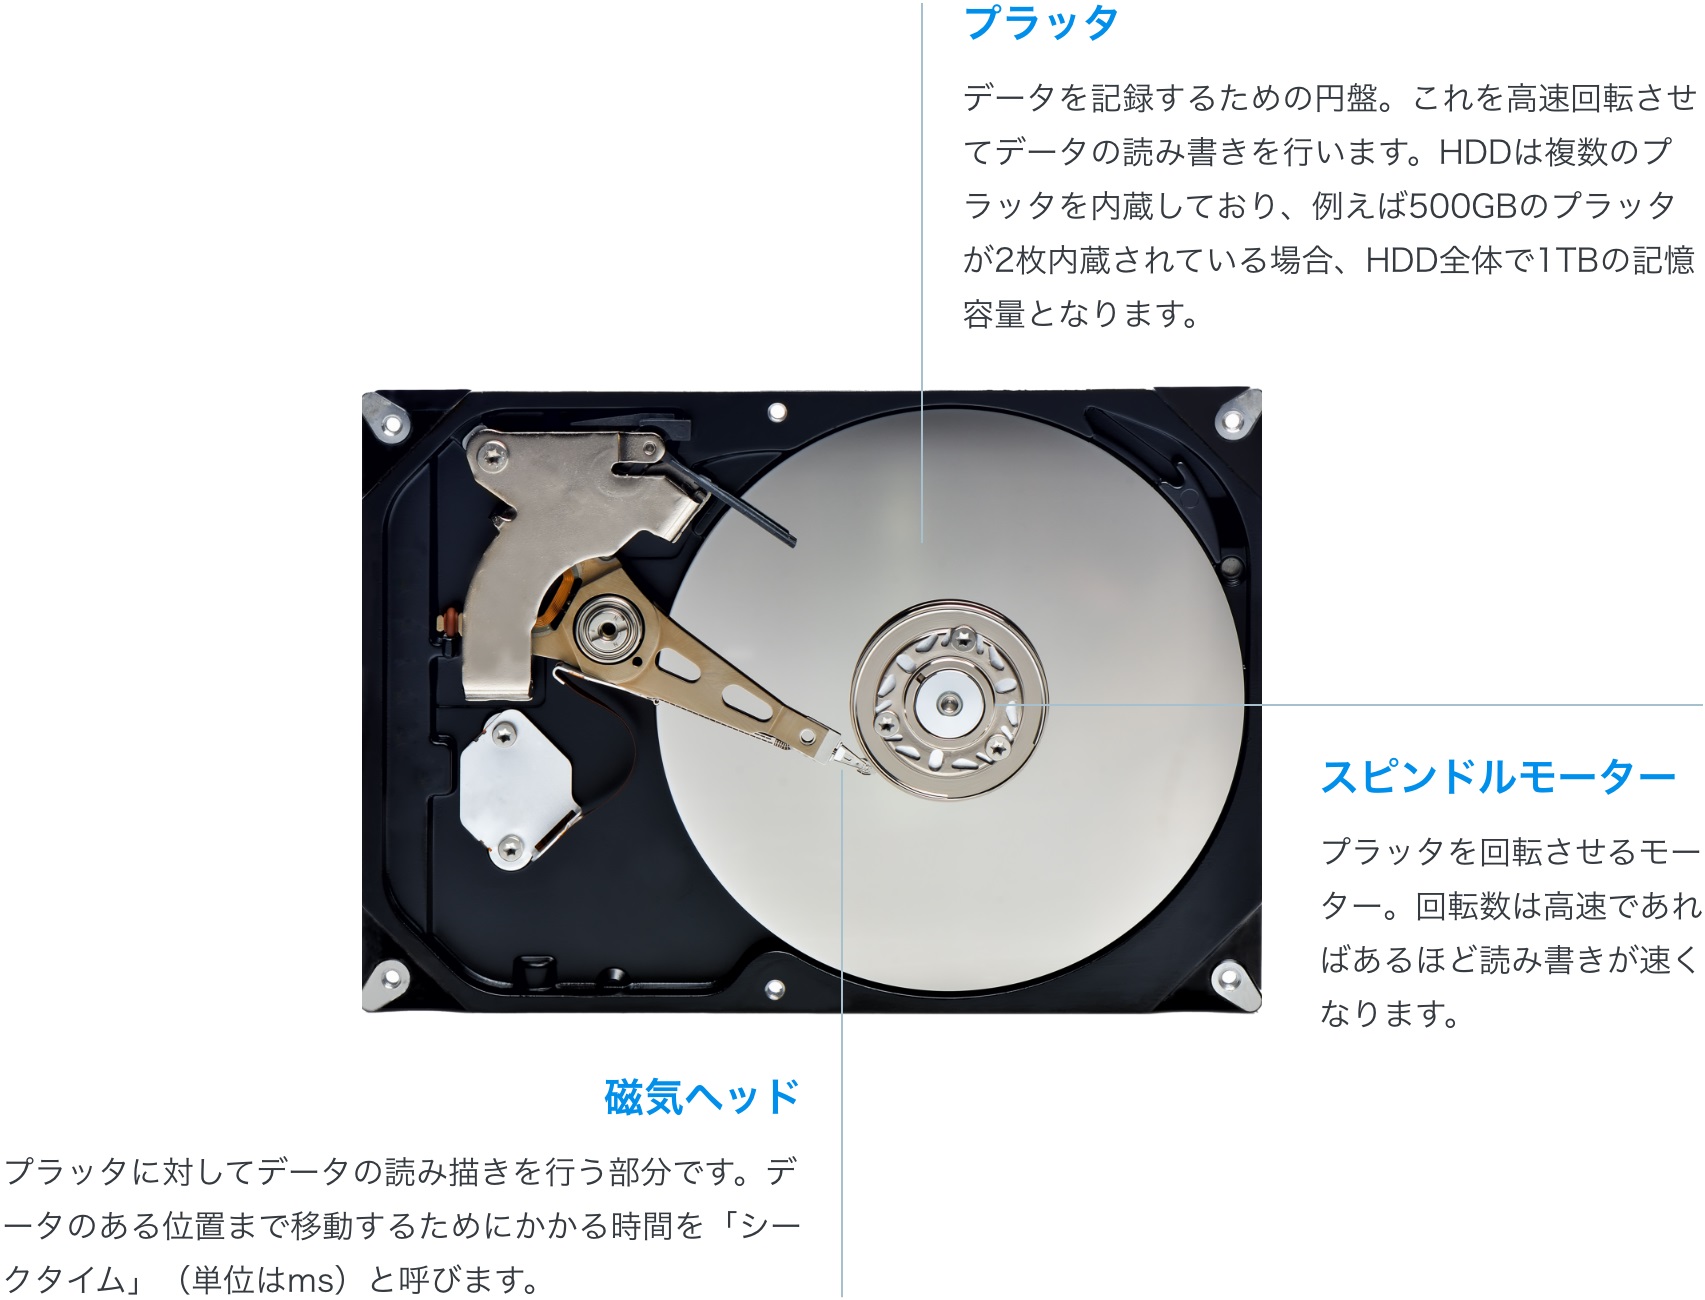 プラッタ
データを記録するための円盤。これを高速回転させ
てデータの読み書きを行います。HDDは複数のプ
ラッタを内蔵しており、例えば500GBのプラッタ
が2枚内蔵されている場合、HDD全体で1TBの記憶
容量となります。
スピンドルモーター
プラッタを回転させるモー
ター。回転数は高速であれ
ばあるほど読み書きが速く
なります。
磁気ヘッド
プラッタに対してデータの読み描きを行う部分です。デ
ータのある位置まで移動するためにかかる時間を「シー
クタイム」（単位はms）と呼びます。